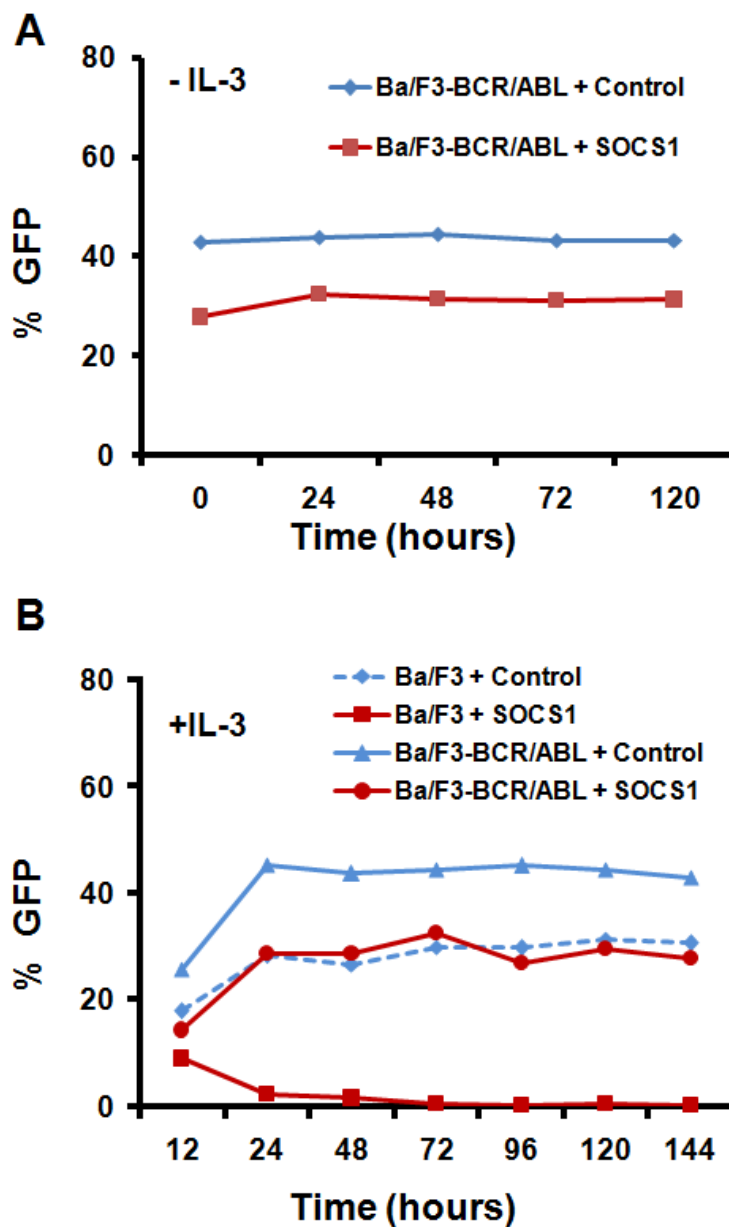 A
- IL-3
Ba/F3-BCR/ABL + Control
Ba/F3-BCR/ABL + SOCS1
80
60
40
20
0
% GFP
0 24 48 72 120
Time (hours)
B
+IL-3
Ba/F3 + Control
Ba/F3 + SOCS1
Ba/F3-BCR/ABL + Control
Ba/F3-BCR/ABL + SOCS1
80
60
40
20
0
% GFP
12 24 48 72 96 120 144
Time (hours)